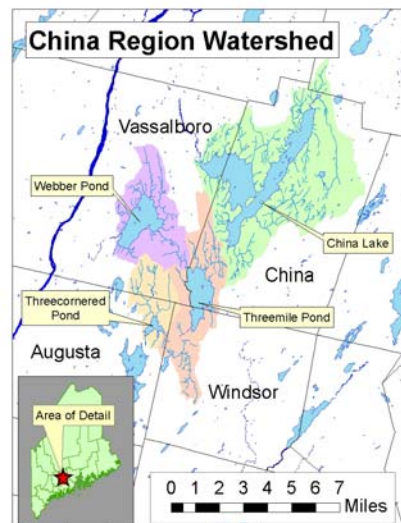 China Region Watershed
Vassalboro
Webber Pond
China Lake
China
Threecornered
Pond
Threemile Pond
Augusta
Windsor
Area of Detail
0 1 2 3 4 5 6 7
Miles